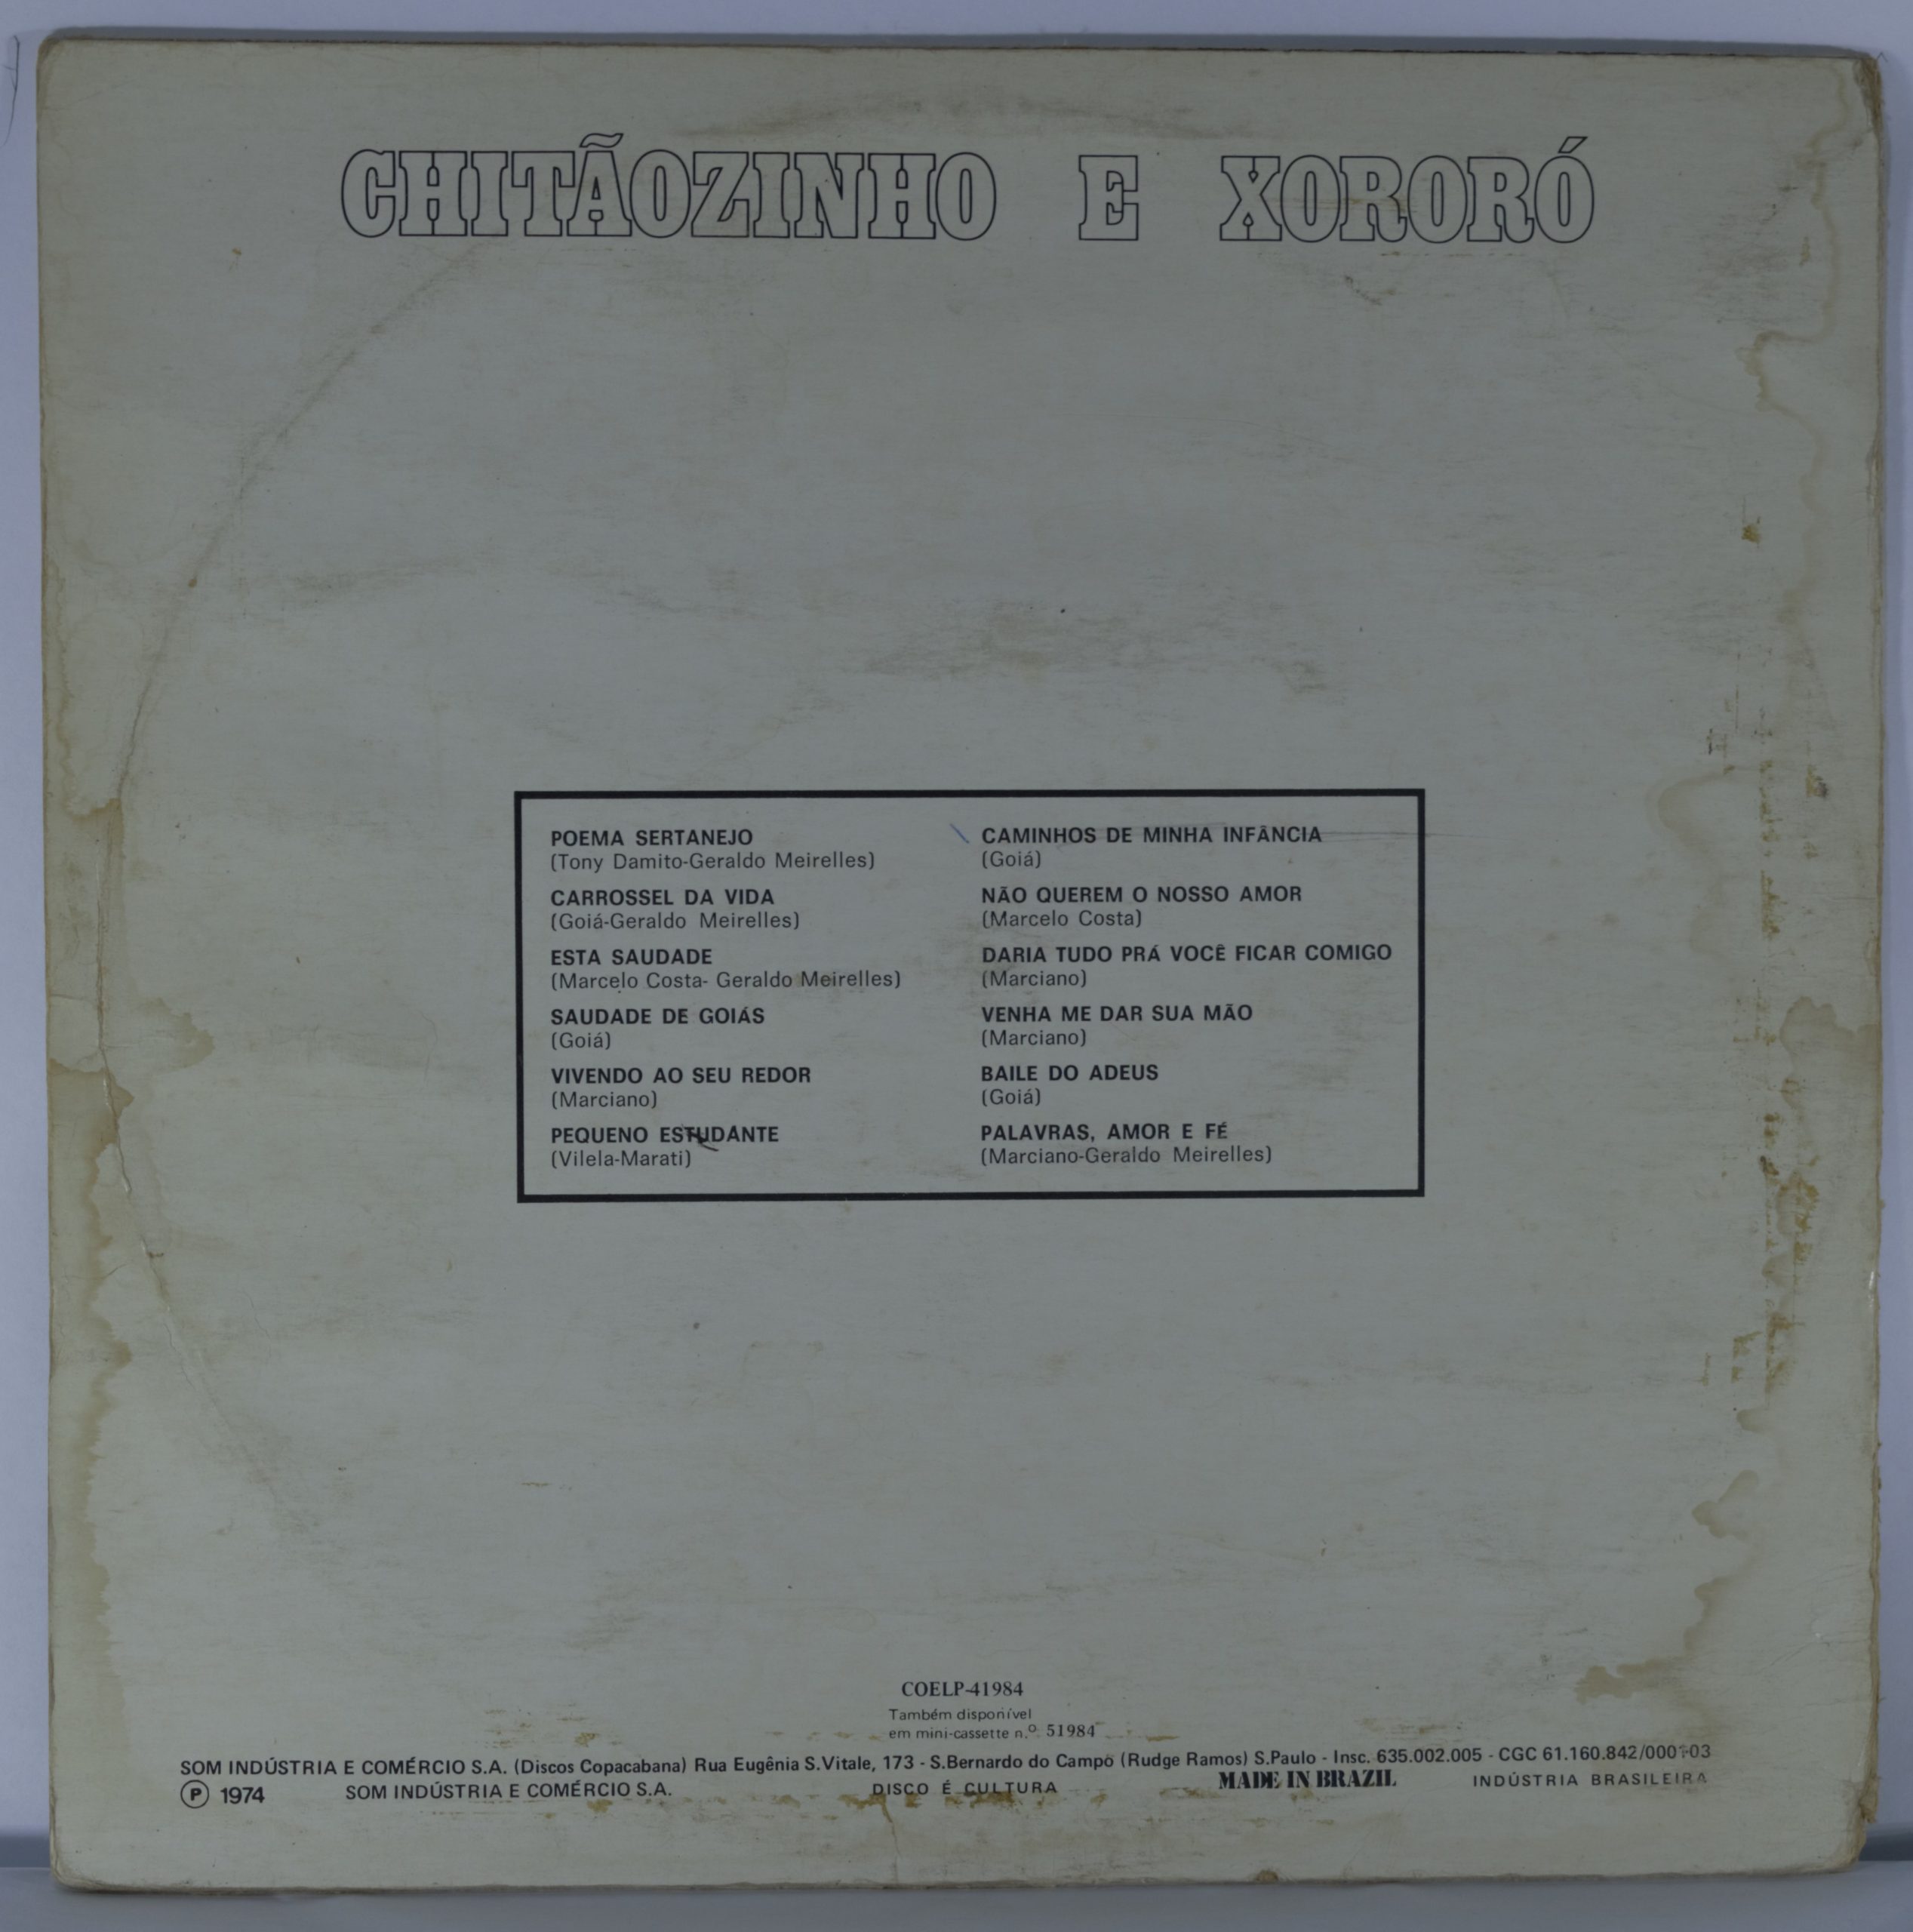 CHITÃOZINHO E XORORÓ
POEMA SERTANEJO
(Tony Damito-Geraldo Meirelles)
CARROSSEL DA VIDA
(Goiá-Geraldo Meirelles)
ESTA SAUDADE
(Marcelo Costa- Geraldo Meirelles)
SAUDADE DE GOIÁS
(Goiá)
VIVENDO AO SEU REDOR
(Marciano)
PEQUENO ESTUDANTE
(Vilela-Marati)
CAMINHOS DE MINHA INFÂNCIA
(Goiá)
NÃO QUEREM O NOSSO AMOR
(Marcelo Costa)
DARIA TUDO PRÁ VOCÊ FICAR COMIGO
(Marciano)
VENHA ME DAR SUA MÃO
(Marciano)
BAILE DO ADEUS
(Goiá)
PALAVRAS, AMOR E FÉ
(Marciano-Geraldo Meirelles)
COELP-41984
Também disponível
em mini-cassette n.º 51984
SOM INDÚSTRIA E COMÉRCIO S.A. (Discos Copacabana) Rua Eugênia S.Vitale, 173 - S.Bernardo do Campo (Rudge Ramos) S.Paulo - Insc. 635.002.005 - CGC 61.160.842/0001-03
Ⓟ 1974 SOM INDÚSTRIA E COMÉRCIO S.A. DISCO É CULTURA MADE IN BRAZIL INDÚSTRIA BRASILEIRA